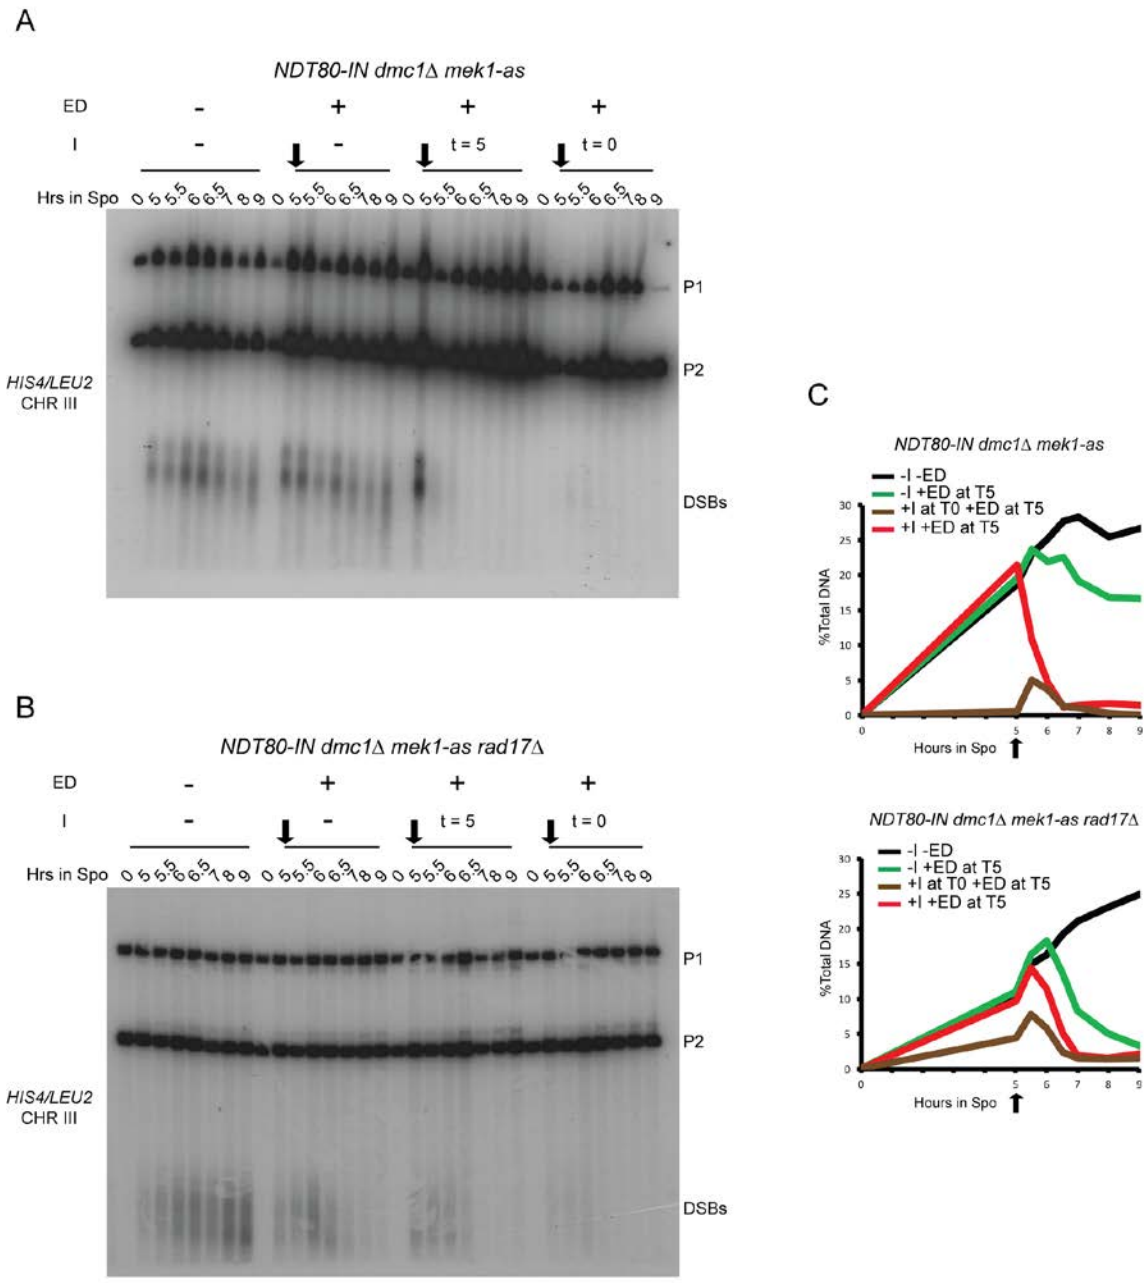 A
NDT80-IN dmc1Δ mek1-as
ED - + + +
I - - t = 5 t = 0
Hrs in Spo 0 5 5.5 6 6.5 7 8 9 0 5 5.5 6 6.5 7 8 9 0 5 5.5 6 6.5 7 8 9 0 5 5.5 6 6.5 7 8 9
P1
P2
HIS4/LEU2
CHR III
DSBs
B
NDT80-IN dmc1Δ mek1-as rad17Δ
ED - + + +
I - - t = 5 t = 0
Hrs in Spo 0 5 5.5 6 6.5 7 8 9 0 5 5.5 6 6.5 7 8 9 0 5 5.5 6 6.5 7 8 9 0 5 5.5 6 6.5 7 8 9
P1
P2
HIS4/LEU2
CHR III
DSBs
C
NDT80-IN dmc1Δ mek1-as
-I -ED
-I +ED at T5
+I at T0 +ED at T5
+I +ED at T5
%Total DNA
30
25
20
15
10
5
0
0 5 6 7 8 9
Hours in Spo
NDT80-IN dmc1Δ mek1-as rad17Δ
-I -ED
-I +ED at T5
+I at T0 +ED at T5
+I +ED at T5
%Total DNA
30
25
20
15
10
5
0
0 5 6 7 8 9
Hours in Spo